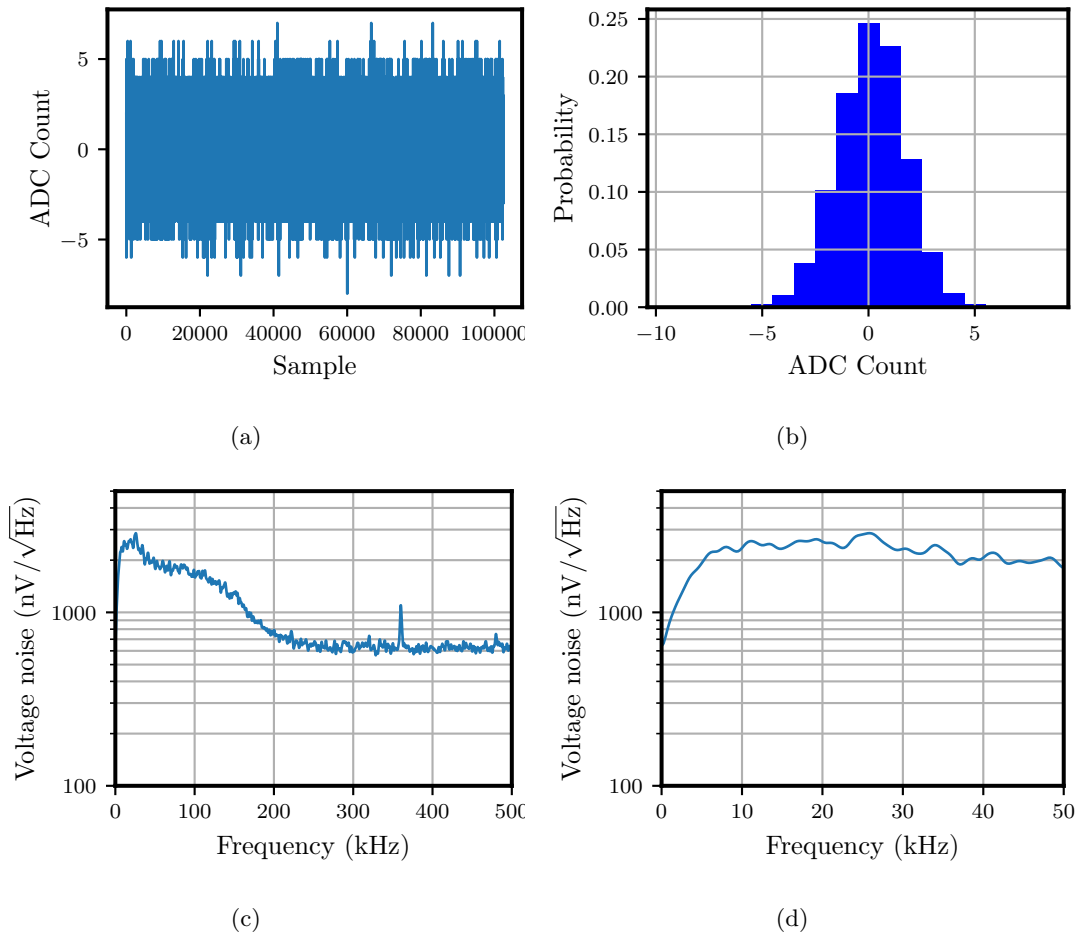 ADC Count
5
0
−5
0 20000 40000 60000 80000 100000
Sample
(a)
Probability
0.25
0.20
0.15
0.10
0.05
0.00
−10 −5 0 5
ADC Count
(b)
Voltage noise (nV/√Hz)
1000
100
0 100 200 300 400 500
Frequency (kHz)
(c)
Voltage noise (nV/√Hz)
1000
100
0 10 20 30 40 50
Frequency (kHz)
(d)